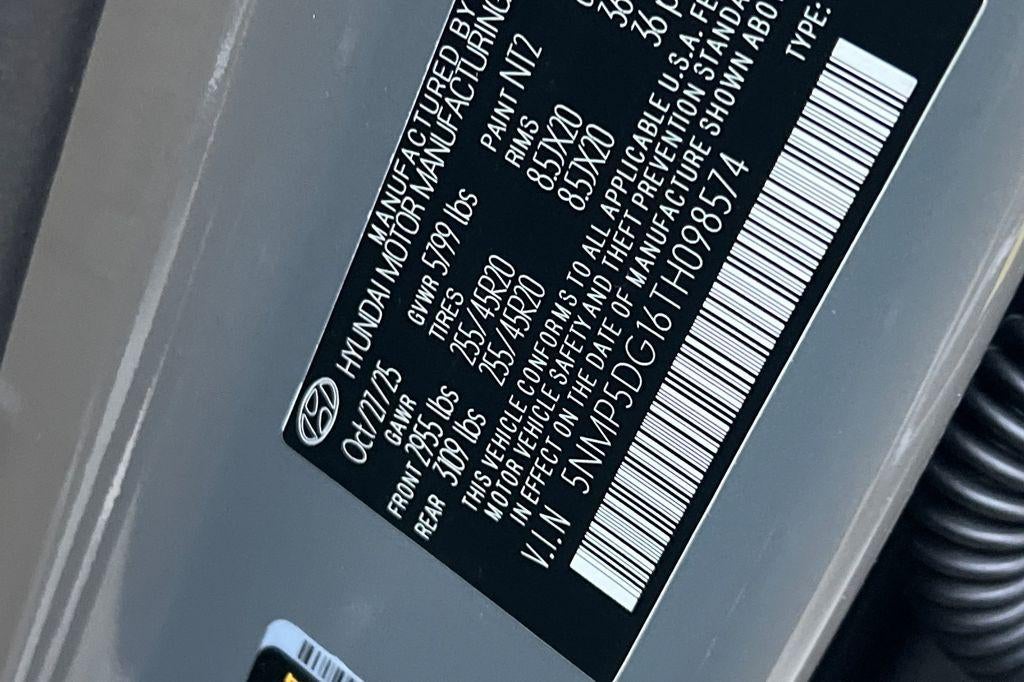 MANUFACTURED BY
HYUNDAI MOTOR MANUFACTURING
Oct/27/25 GVWR 5799 lbs PAINT NT2
GAWR TIRES RIMS
FRONT 2955 lbs 255/45R20 8.5JX20 36
REAR 3109 lbs 255/45R20 8.5JX20 36 p
THIS VEHICLE CONFORMS TO ALL APPLICABLE U.S.A. FE
MOTOR VEHICLE SAFETY AND THEFT PREVENTION STANDA
IN EFFECT ON THE DATE OF MANUFACTURE SHOWN ABO
V.I.N 5NMP5DG16TH098574 TYPE: